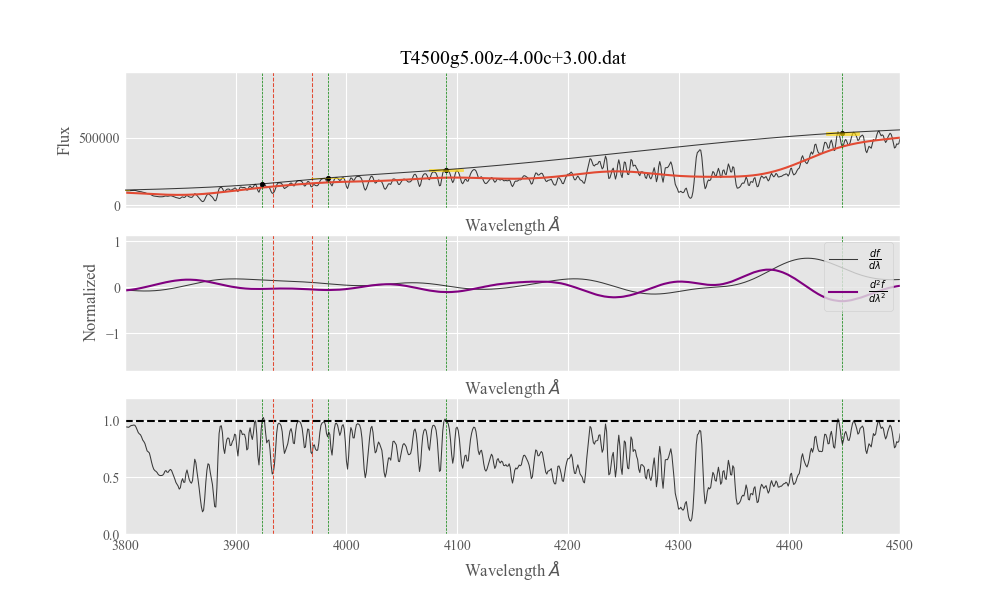 T4500g5.00z-4.00c+3.00.dat
Flux
500000
0
Wavelength Å
Normalized
1
0
−1
df/dλ
d²f/dλ²
Wavelength Å
1.0
0.5
0.0
3800 3900 4000 4100 4200 4300 4400 4500
Wavelength Å